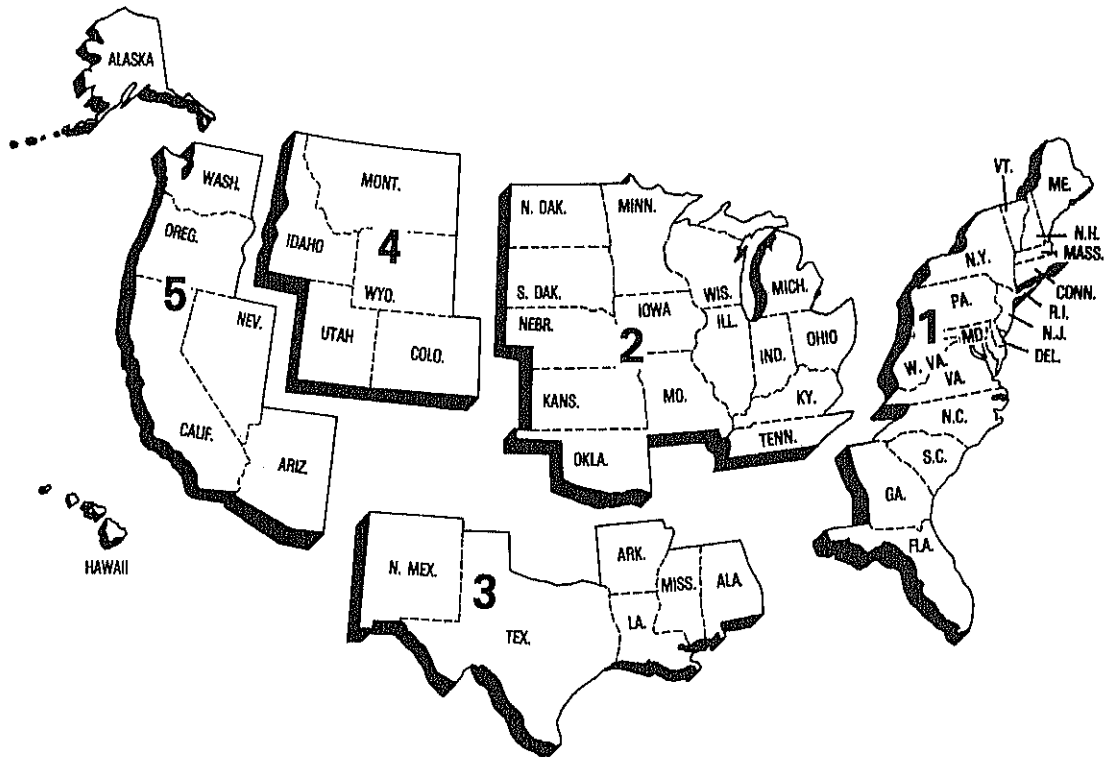 ALASKA
WASH.
MONT.
VT.
ME.
N. DAK.
MINN.
OREG.
IDAHO
4
N.H.
N.Y.
MASS.
5
WYO.
S. DAK.
WIS.
MICH.
CONN.
PA.
R.I.
NEV.
NEBR.
IOWA
ILL.
N.J.
UTAH
COLO.
2
IND.
OHIO
1
MD.
DEL.
W. VA.
VA.
KANS.
MO.
KY.
CALIF.
N.C.
TENN.
ARIZ.
OKLA.
S.C.
GA.
HAWAII
N. MEX.
ARK.
FLA.
3
MISS.
ALA.
LA.
TEX.